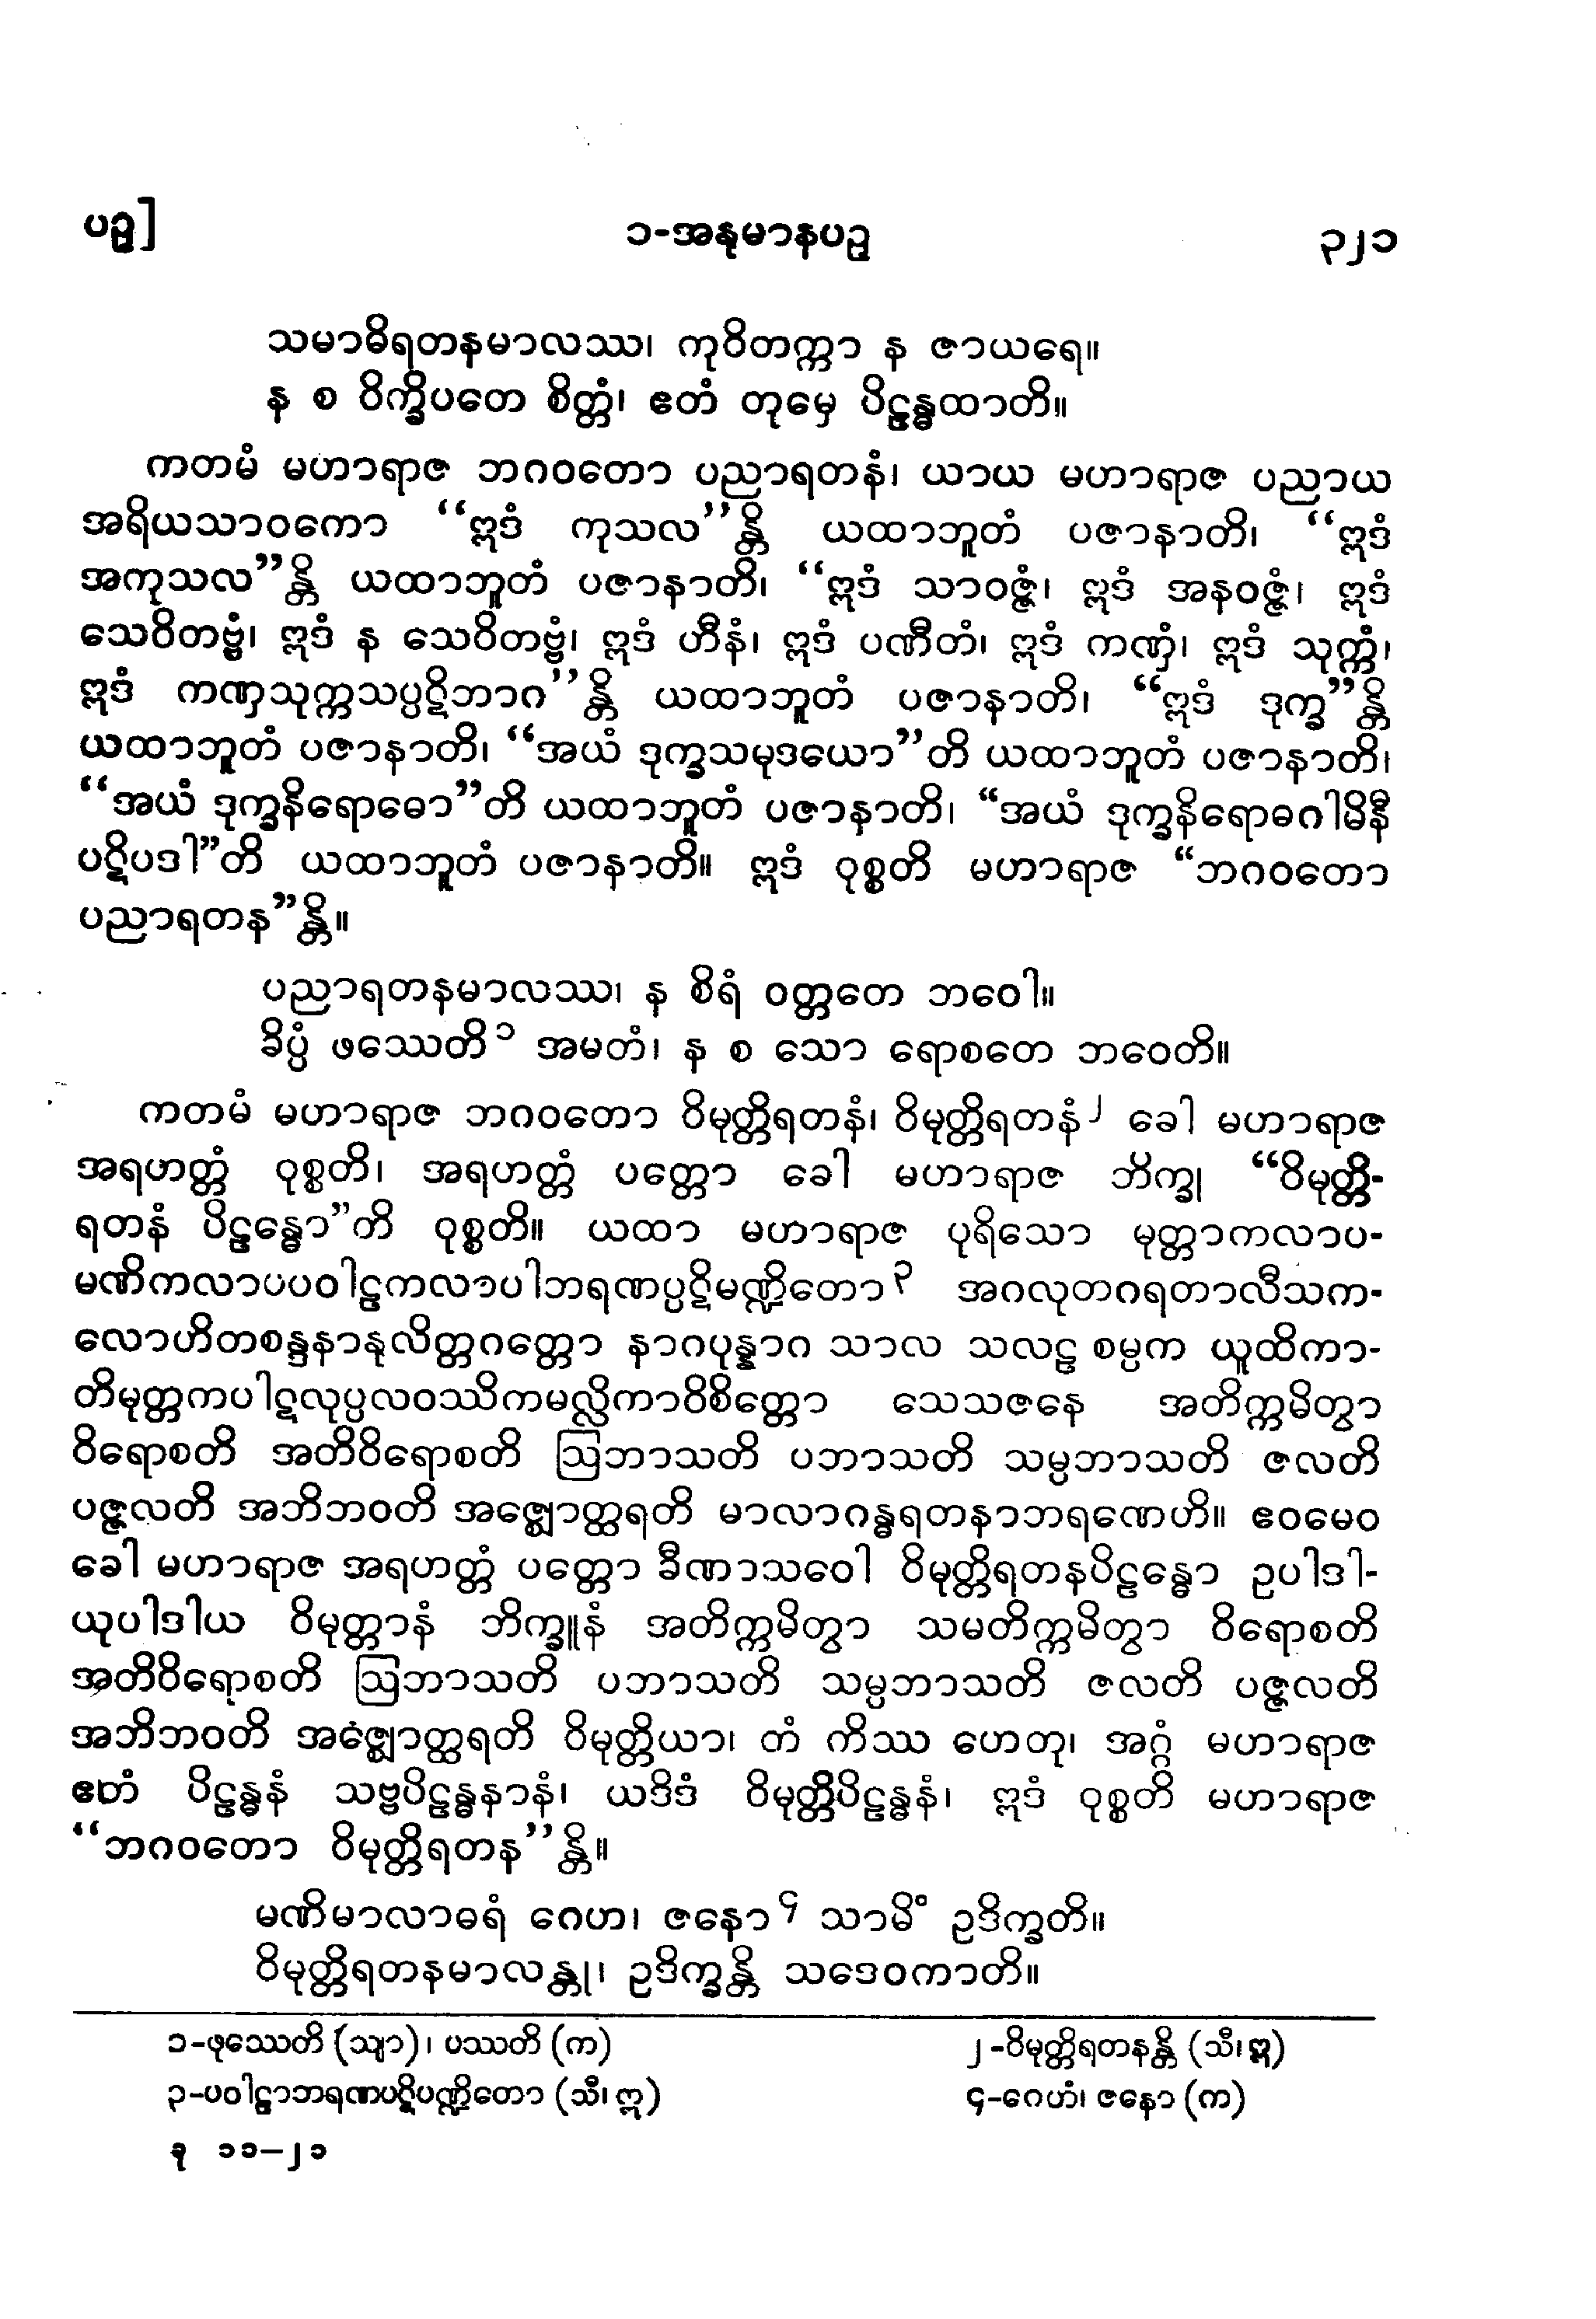 ပဉှ]
၁-အနုမာနပဉှ
၃၂၁
သမာဓိရတနမာလဿ၊ ကုဝိတက္ကာ န ဇာယရေ။
န စ ဝိက္ခိပတေ စိတ္တံ၊ ဧတံ တုမှေ ပိဠန္ဓထာတိ။
ကတမံ မဟာရာဇ ဘဂဝတော ပညာရတနံ၊ ယာယ မဟာရာဇ ပညာယ
အရိယသာဝကော “ဣဒံ ကုသလ”န္တိ ယထာဘူတံ ပဇာနာတိ၊ “ဣဒံ
အကုသလ”န္တိ ယထာဘူတံ ပဇာနာတိ၊ “ဣဒံ သာဝဇ္ဇံ၊ ဣဒံ အနဝဇ္ဇံ၊ ဣဒံ
သေဝိတဗ္ဗံ၊ ဣဒံ န သေဝိတဗ္ဗံ၊ ဣဒံ ဟီနံ၊ ဣဒံ ပဏီတံ၊ ဣဒံ ကဏှံ၊ ဣဒံ သုက္ကံ၊
ဣဒံ ကဏှသုက္ကသပ္ပဋိဘာဂ”န္တိ ယထာဘူတံ ပဇာနာတိ၊ “ဣဒံ ဒုက္ခ”န္တိ
ယထာဘူတံ ပဇာနာတိ၊ “အယံ ဒုက္ခသမုဒယော”တိ ယထာဘူတံ ပဇာနာတိ၊
“အယံ ဒုက္ခနိရောဓော”တိ ယထာဘူတံ ပဇာနာတိ၊ “အယံ ဒုက္ခနိရောဓဂါမိနီ
ပဋိပဒါ”တိ ယထာဘူတံ ပဇာနာတိ။ ဣဒံ ဝုစ္စတိ မဟာရာဇ “ဘဂဝတော
ပညာရတန”န္တိ။
ပညာရတနမာလဿ၊ န စိရံ ဝတ္တတေ ဘဝေါ။
ခိပ္ပံ ဖဿေတိ၁ အမတံ၊ န စ သော ရောစတေ ဘဝေတိ။
ကတမံ မဟာရာဇ ဘဂဝတော ဝိမုတ္တိရတနံ၊ ဝိမုတ္တိရတနံ၂ ခေါ မဟာရာဇ
အရဟတ္တံ ဝုစ္စတိ၊ အရဟတ္တံ ပတ္တော ခေါ မဟာရာဇ ဘိက္ခု “ဝိမုတ္တိ-
ရတနံ ပိဠန္ဓော”တိ ဝုစ္စတိ။ ယထာ မဟာရာဇ ပုရိသော မုတ္တာကလာပ-
မဏိကလာပပဝါဠကလာပါဘရဏပ္ပဋိမဏ္ဍိတော၃ အဂလုတဂရတာလီသက-
လောဟိတစန္ဒနာနုလိတ္တဂတ္တော နာဂပုန္နာဂ သာလ သလဠ စမ္ပက ယူထိကာ-
တိမုတ္တကပါဋလုပ္ပလဝဿိကမလ္လိကာဝိစိတ္တော သေသဇနေ အတိက္ကမိတွာ
ဝိရောစတိ အတိဝိရောစတိ ဩဘာသတိ ပဘာသတိ သမ္ပဘာသတိ ဇလတိ
ပဇ္ဇလတိ အဘိဘဝတိ အဇ္ဈောတ္ထရတိ မာလာဂန္ဓရတနာဘရဏေဟိ။ ဧဝမေဝ
ခေါ မဟာရာဇ အရဟတ္တံ ပတ္တော ခီဏာသဝေါ ဝိမုတ္တိရတနပိဠန္ဓော ဥပါဒါ-
ယုပါဒါယ ဝိမုတ္တာနံ ဘိက္ခူနံ အတိက္ကမိတွာ သမတိက္ကမိတွာ ဝိရောစတိ
အတိဝိရောစတိ ဩဘာသတိ ပဘာသတိ သမ္ပဘာသတိ ဇလတိ ပဇ္ဇလတိ
အဘိဘဝတိ အဇ္ဈောတ္ထရတိ ဝိမုတ္တိယာ၊ တံ ကိဿ ဟေတု၊ အဂ္ဂံ မဟာရာဇ
ဧတံ ပိဠန္ဓနံ သဗ္ဗပိဠန္ဓနာနံ၊ ယဒိဒံ ဝိမုတ္တိပိဠန္ဓနံ၊ ဣဒံ ဝုစ္စတိ မဟာရာဇ
“ဘဂဝတော ဝိမုတ္တိရတန”န္တိ။
မဏိမာလာဓရံ ဂေဟ၊ ဇနော၄ သာမိံ ဥဒိက္ခတိ။
ဝိမုတ္တိရတနမာလန္တု၊ ဥဒိက္ခန္တိ သဒေဝကာတိ။
၁-ဖုဿေတိ (သျာ)၊ ပဿတိ (က)
၂-ဝိမုတ္တိရတနန္တိ (သီ၊ဣ)
၃-ပဝါဠာဘရဏပဋိပဏ္ဍိတော (သီ၊ ဣ)
၄-ဂေဟံ၊ ဇနော (က)
ခု ၁၁–၂၁